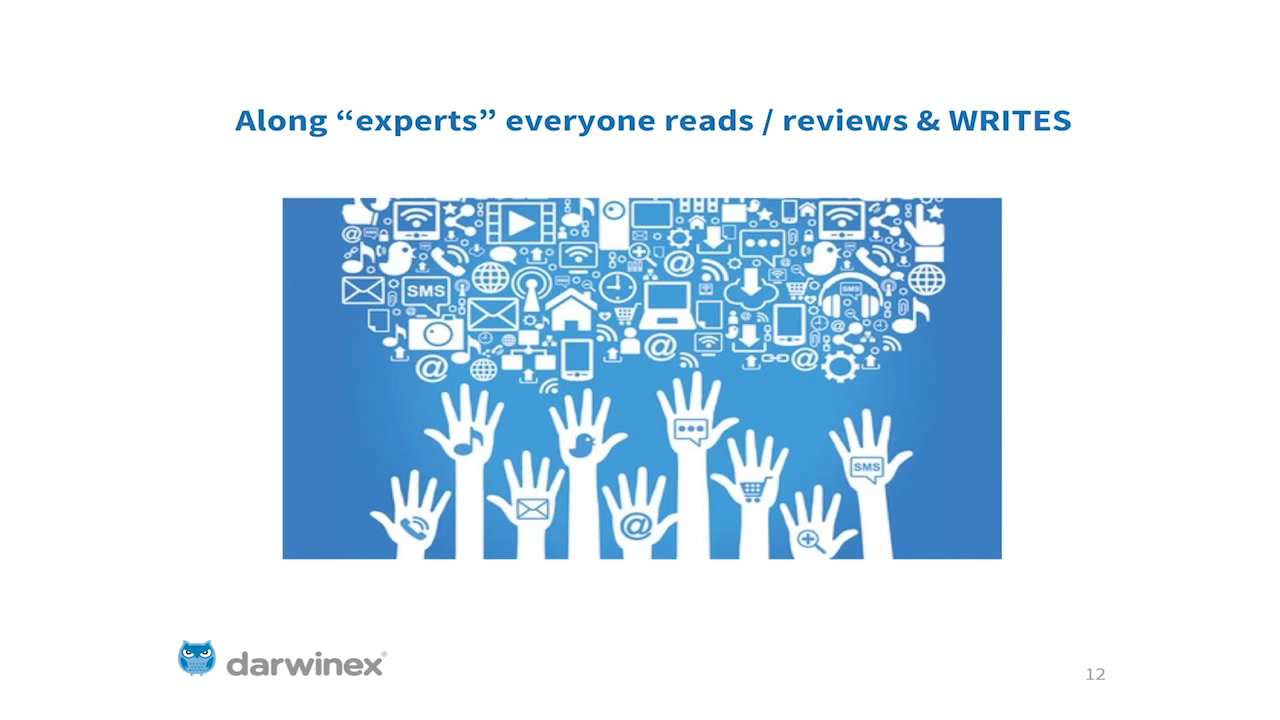 Along “experts” everyone reads / reviews & WRITES
SMS
SMS
SMS
darwinex®
12